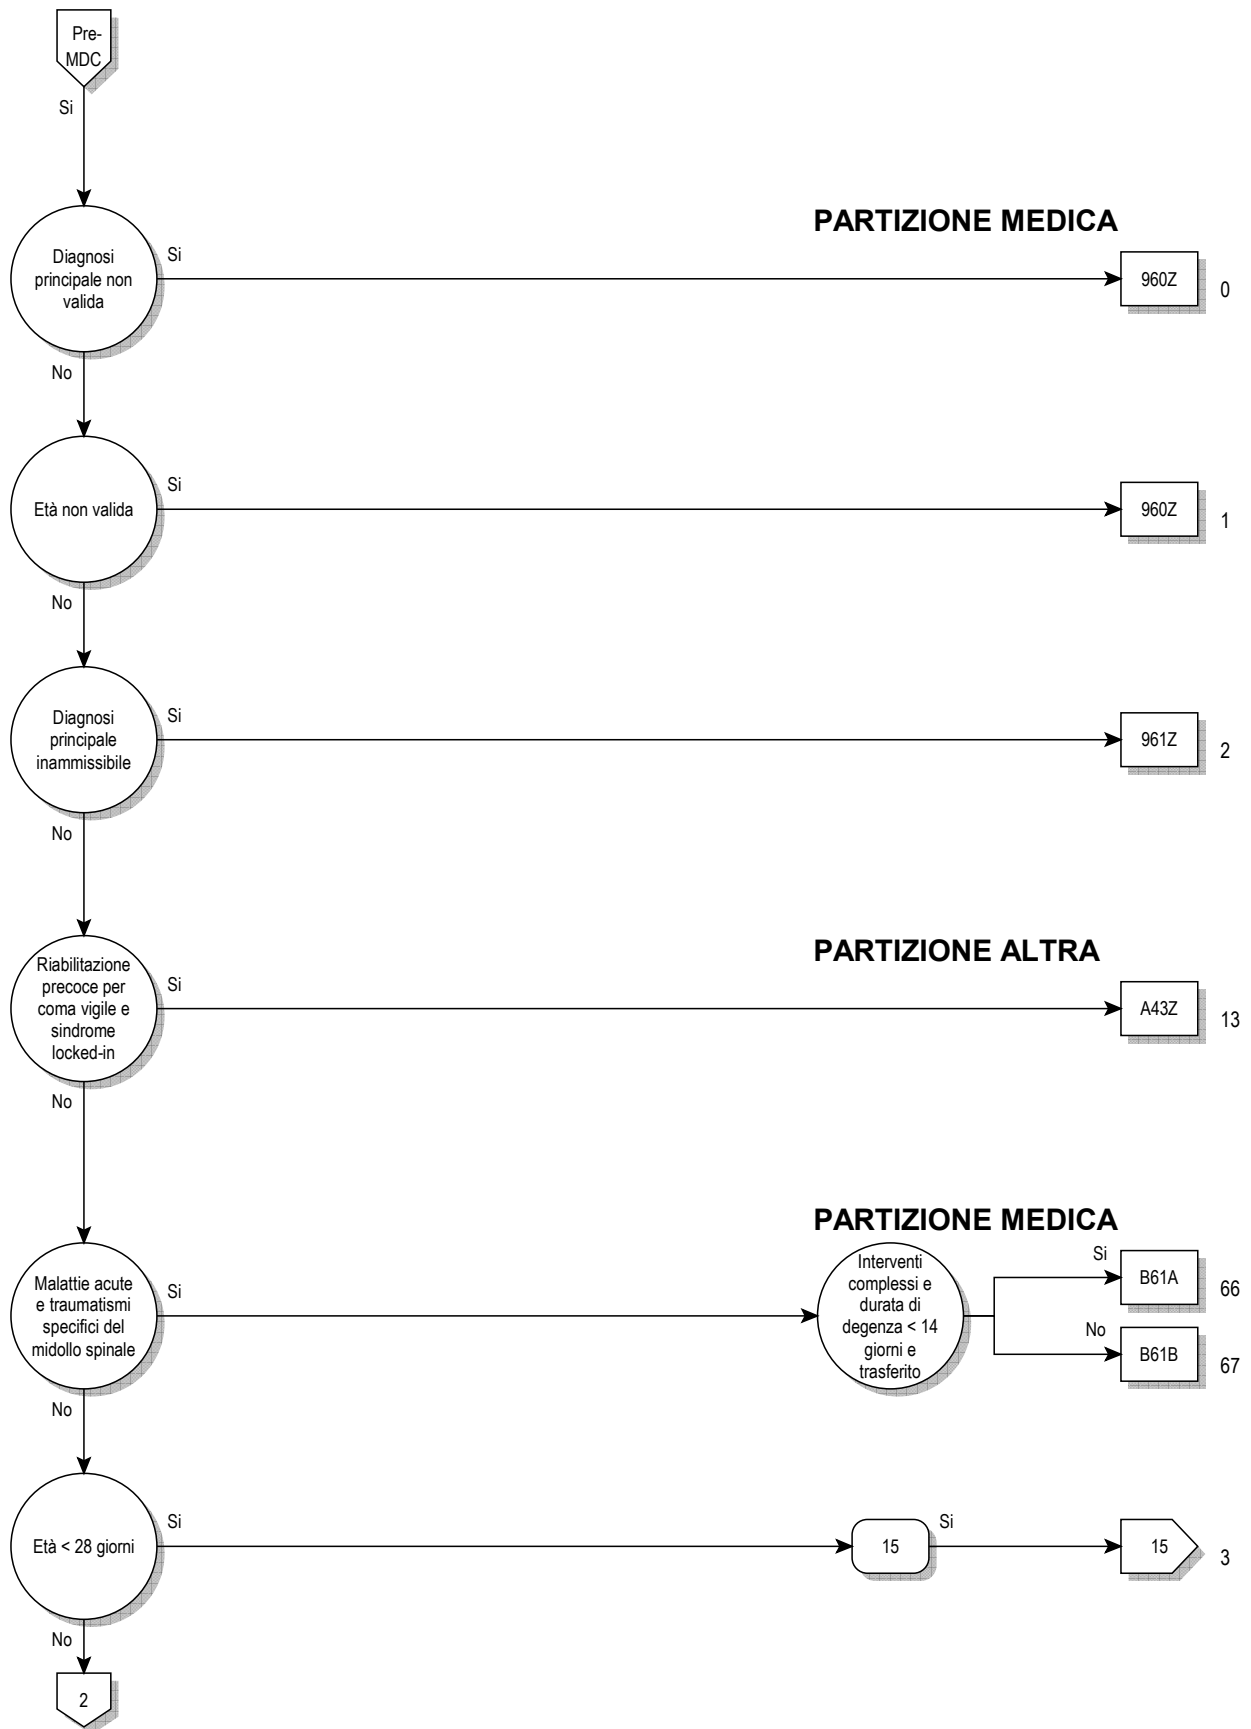 Pre-
MDC
Si
PARTIZIONE MEDICA
Diagnosi
principale non
valida
Si
960Z
0
No
Età non valida
Si
960Z
1
No
Diagnosi
principale
inammissibile
Si
961Z
2
No
PARTIZIONE ALTRA
Riabilitazione
precoce per
coma vigile e
sindrome
locked-in
Si
A43Z
13
No
PARTIZIONE MEDICA
Malattie acute
e traumatismi
specifici del
midollo spinale
Si
Interventi
complessi e
durata di
degenza < 14
giorni e
trasferito
Si
B61A
66
No
B61B
67
No
Età < 28 giorni
Si
15
Si
15
3
No
2